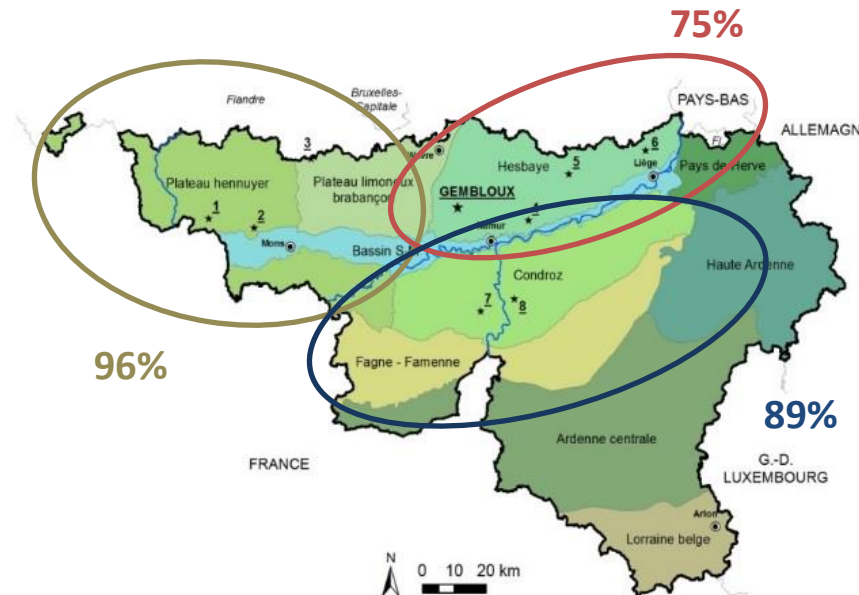 75%
Flandre
Bruxelles-
Capitale
PAYS-BAS
ALLEMAGN
3
6
5
Hesbaye
Liège
Pays de Herve
Plateau hennuyer
Plateau limoneux
brabançon
GEMBLOUX
1
2
4
Mons
Namur
Bassin S
Haute Ardenne
Condroz
7
8
96%
Fagne - Famenne
89%
Ardenne centrale
FRANCE
G.-D.
LUXEMBOURG
Arlon
Lorraine belge
N
0 10 20 km